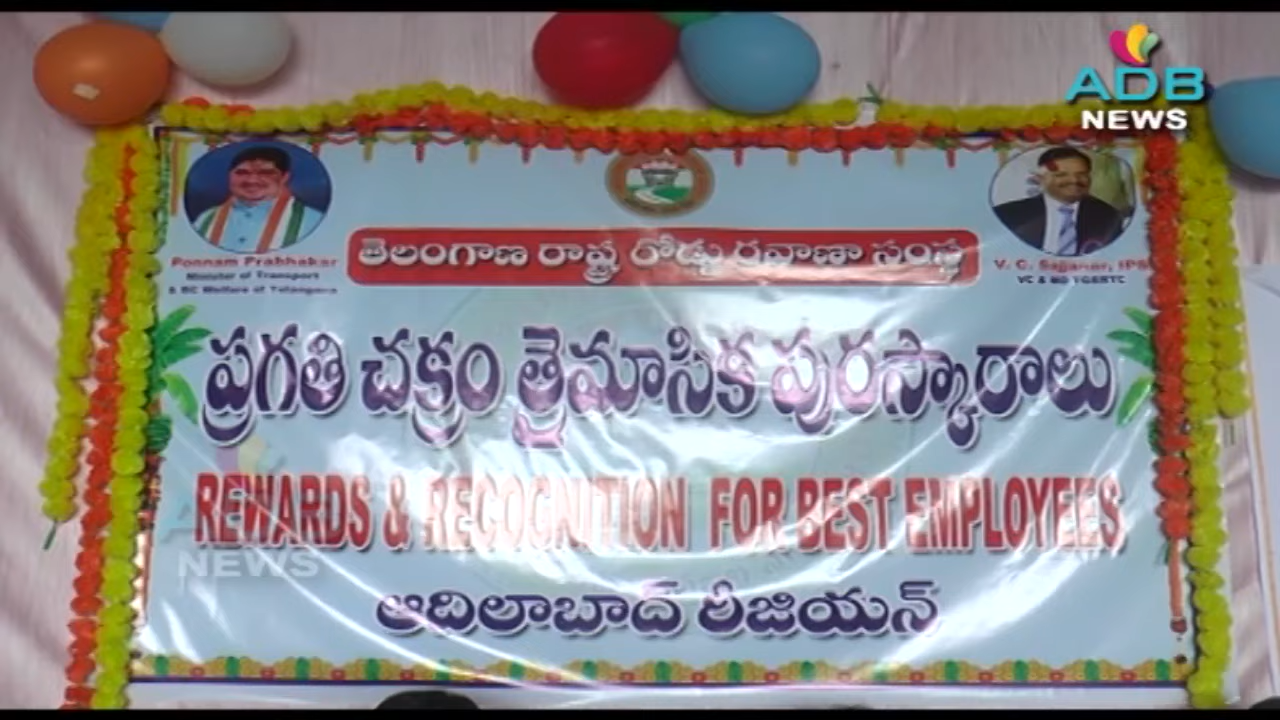 ADB
NEWS
Ponnam Prabhakar
Minister of Transport
& BC Welfare of Telangana
V. C. Sajjanar, IPS
VC & MD TGSRTC
తెలంగాణ రాష్ట్ర రోడ్డు రవాణా సంస్థ
ప్రగతి చక్రం త్రైమాసిక పురస్కారాలు
REWARDS & RECOGNITION FOR BEST EMPLOYEES
NEWS
ఆదిలాబాద్ రీజియన్